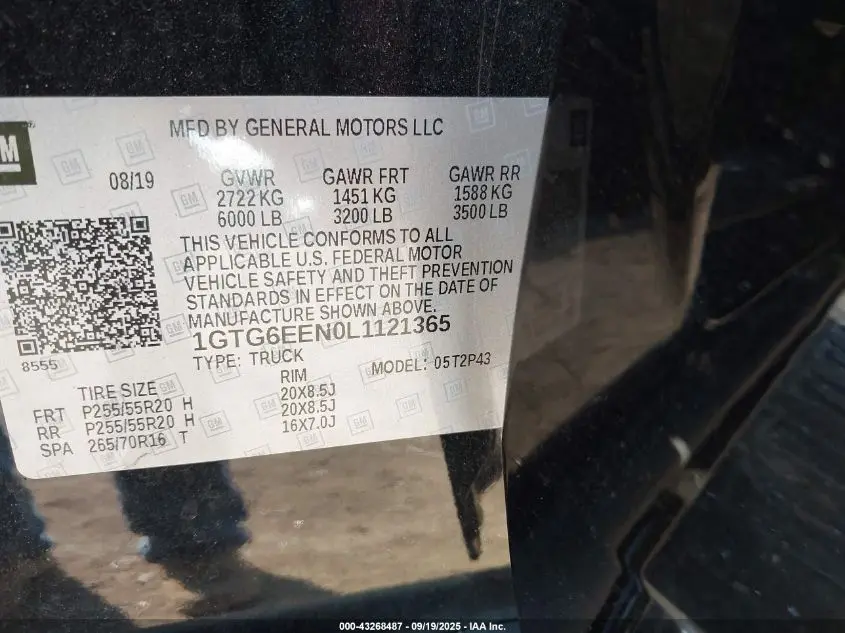 MFD BY GENERAL MOTORS LLC
GM
08/19
GVWR GAWR FRT GAWR RR
2722 KG 1451 KG 1588 KG
6000 LB 3200 LB 3500 LB
THIS VEHICLE CONFORMS TO ALL
APPLICABLE U.S. FEDERAL MOTOR
VEHICLE SAFETY AND THEFT PREVENTION
STANDARDS IN EFFECT ON THE DATE OF
MANUFACTURE SHOWN ABOVE.
1GTG6EEN0L1121365
8555
TYPE: TRUCK MODEL: 05T2P43
TIRE SIZE RIM
FRT P255/55R20 H 20X8.5J
RR P255/55R20 H 20X8.5J
SPA 265/70R16 T 16X7.0J
000-43268487 - 09/19/2025 - IAA Inc.